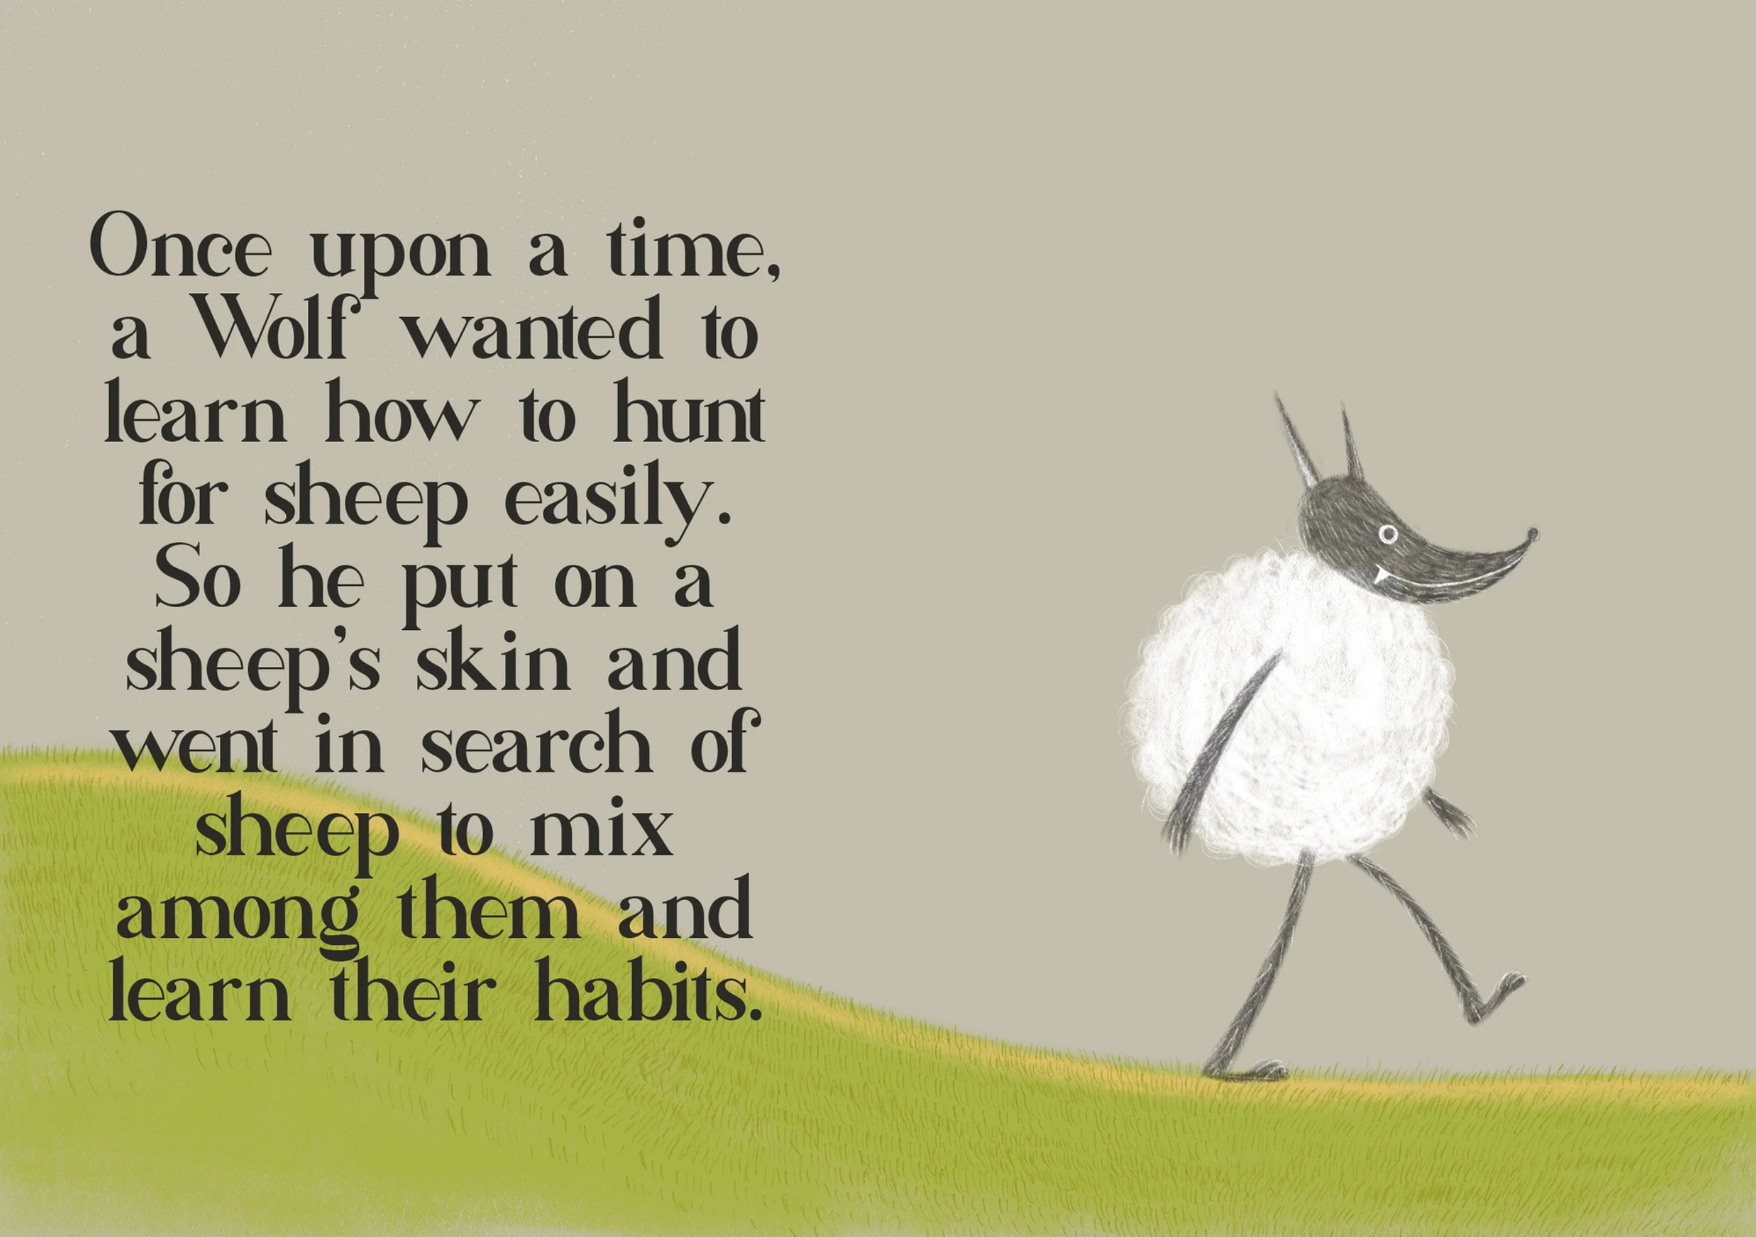 Once upon a time,
a Wolf wanted to
learn how to hunt
for sheep easily.
So he put on a
sheep’s skin and
went in search of
sheep to mix
among them and
learn their habits.